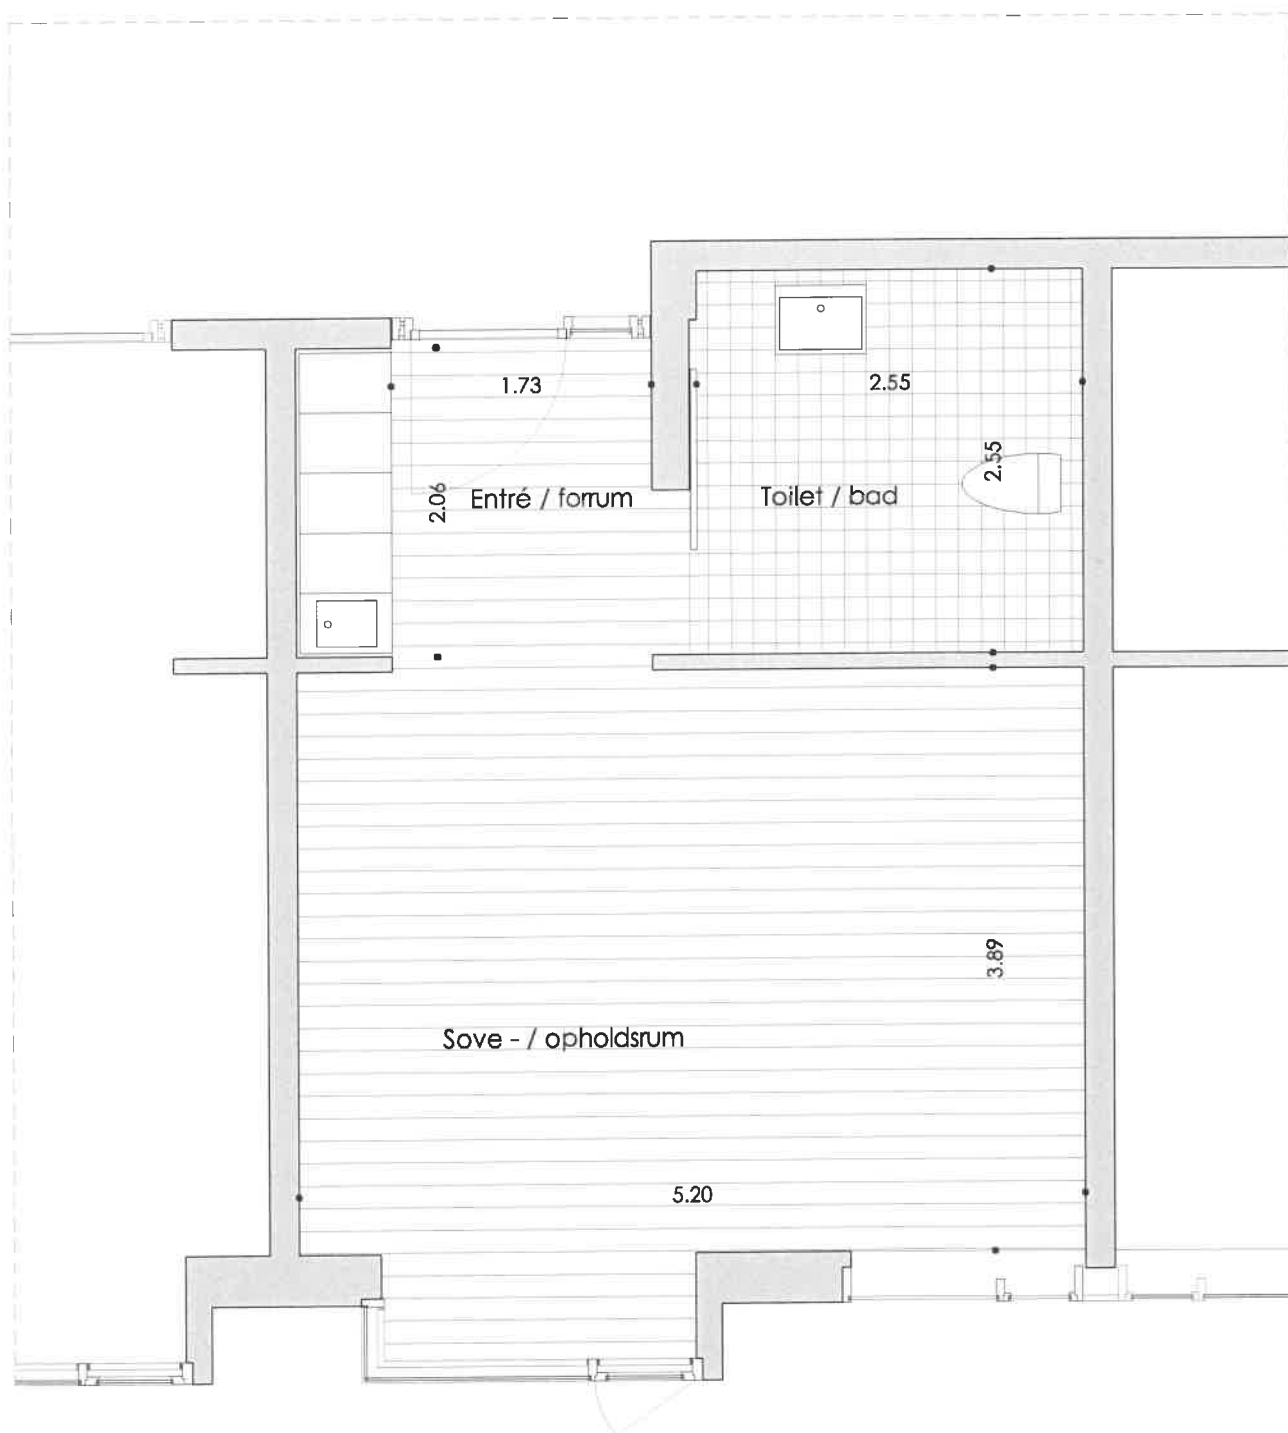 1.73
2.55
2.55
2.06
Entré / forrum
Toilet / bad
3.89
Sove - / opholdsrum
5.20